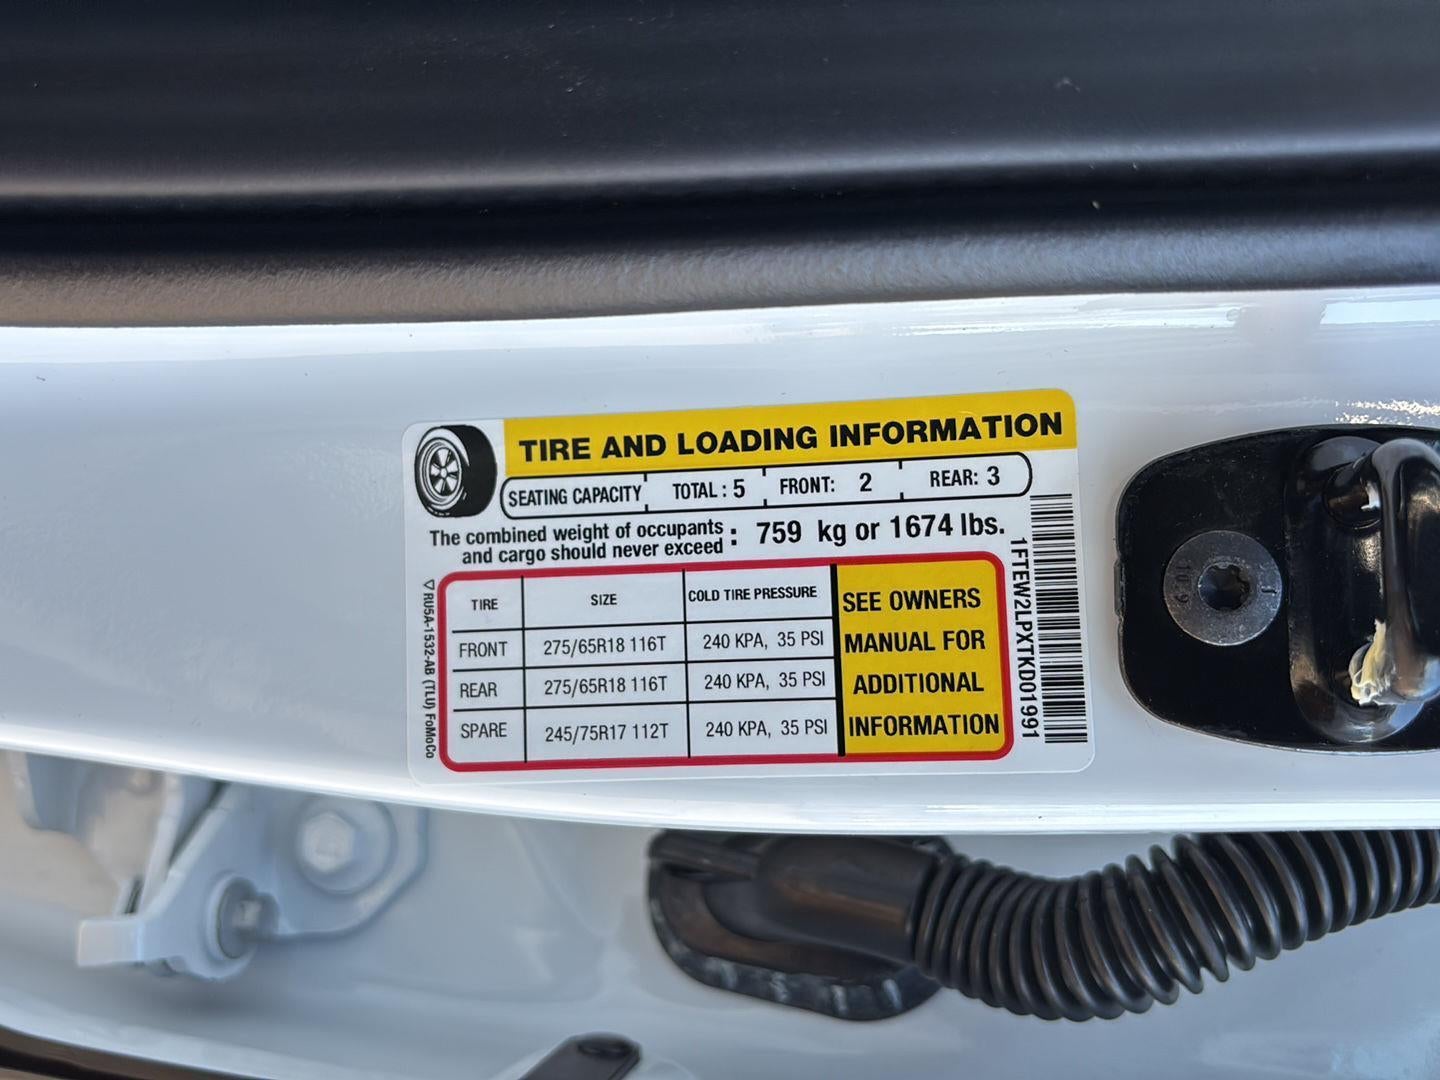 TIRE AND LOADING INFORMATION
SEATING CAPACITY TOTAL : 5 FRONT: 2 REAR: 3
The combined weight of occupants
and cargo should never exceed : 759 kg or 1674 lbs.
TIRE SIZE COLD TIRE PRESSURE
FRONT 275/65R18 116T 240 KPA, 35 PSI
REAR 275/65R18 116T 240 KPA, 35 PSI
SPARE 245/75R17 112T 240 KPA, 35 PSI
SEE OWNERS
MANUAL FOR
ADDITIONAL
INFORMATION
▽ RU5A-1532-AB (TLU) FoMoCo
1FTEW2LPXTKD01991
J
10.9